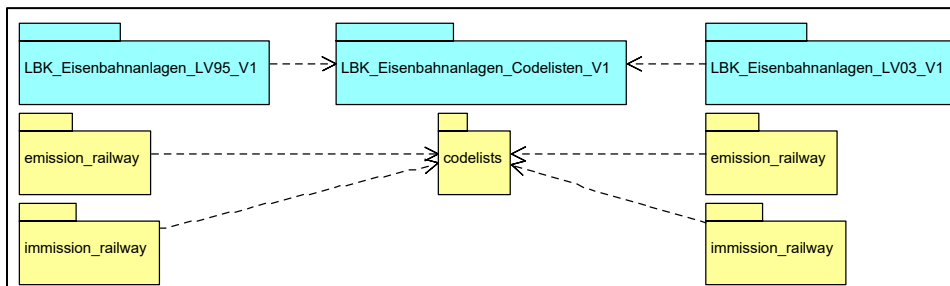 LBK_Eisenbahnanlagen_LV95_V1
LBK_Eisenbahnanlagen_Codelisten_V1
LBK_Eisenbahnanlagen_LV03_V1
emission_railway
codelists
emission_railway
immission_railway
immission_railway